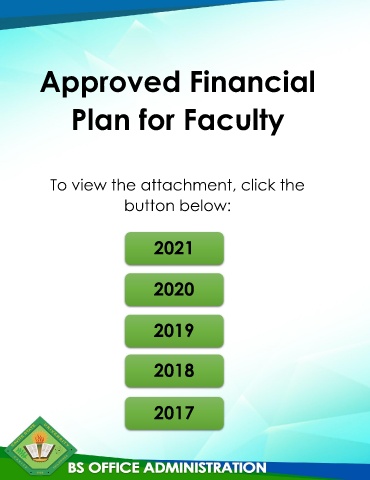 Approved Financial
Plan for Faculty
To view the attachment, click the
button below:
2021
2020
2019
2018
2017
BS OFFICE ADMINISTRATION